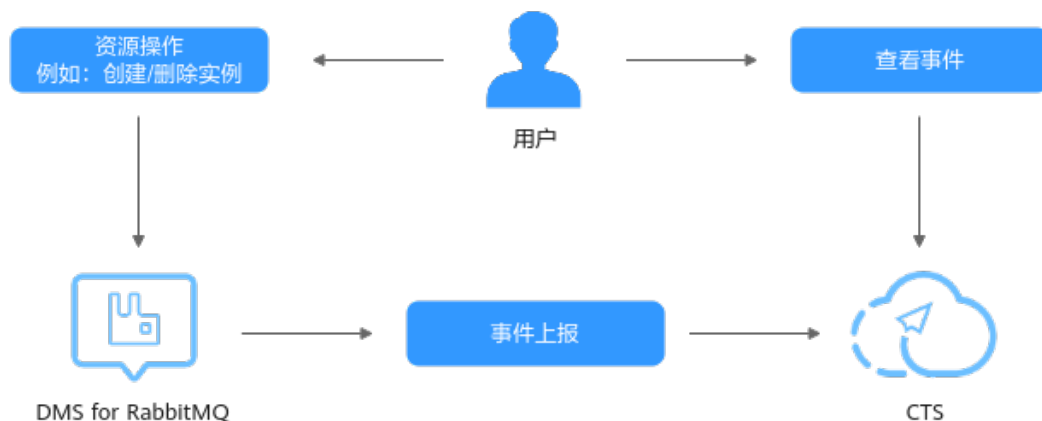 资源操作
例如：创建/删除实例
用户
查看事件
事件上报
DMS for RabbitMQ
CTS